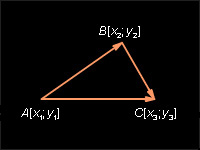 B[x₂; y₂]
A[x₁; y₁]
C[x₃; y₃]